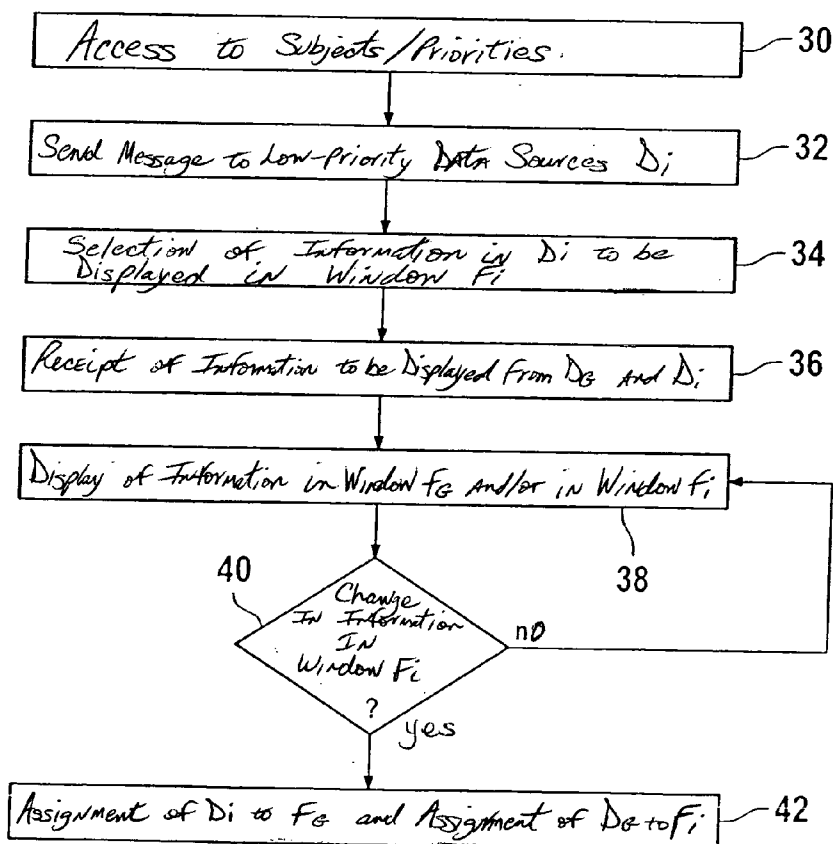 Access to Subjects/Priorities.
30
Send Message to Low-Priority DATA Sources Di
32
Selection of Information in Di to be
Displayed in Window Fi
34
Receipt of Information to be Displayed From DG And Di
36
Display of Information in Window FG And/or in Window Fi
38
40
Change
In Information
In
Window Fi
?
no
yes
Assignment of Di to FG and Assignment of DG to Fi
42